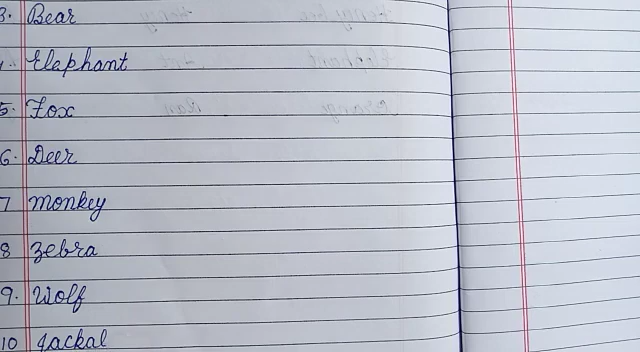 3. Bear
4. Elephant
5. Fox
6. Deer
7 monkey
8 zebra
9. Wolf
10 Jackal